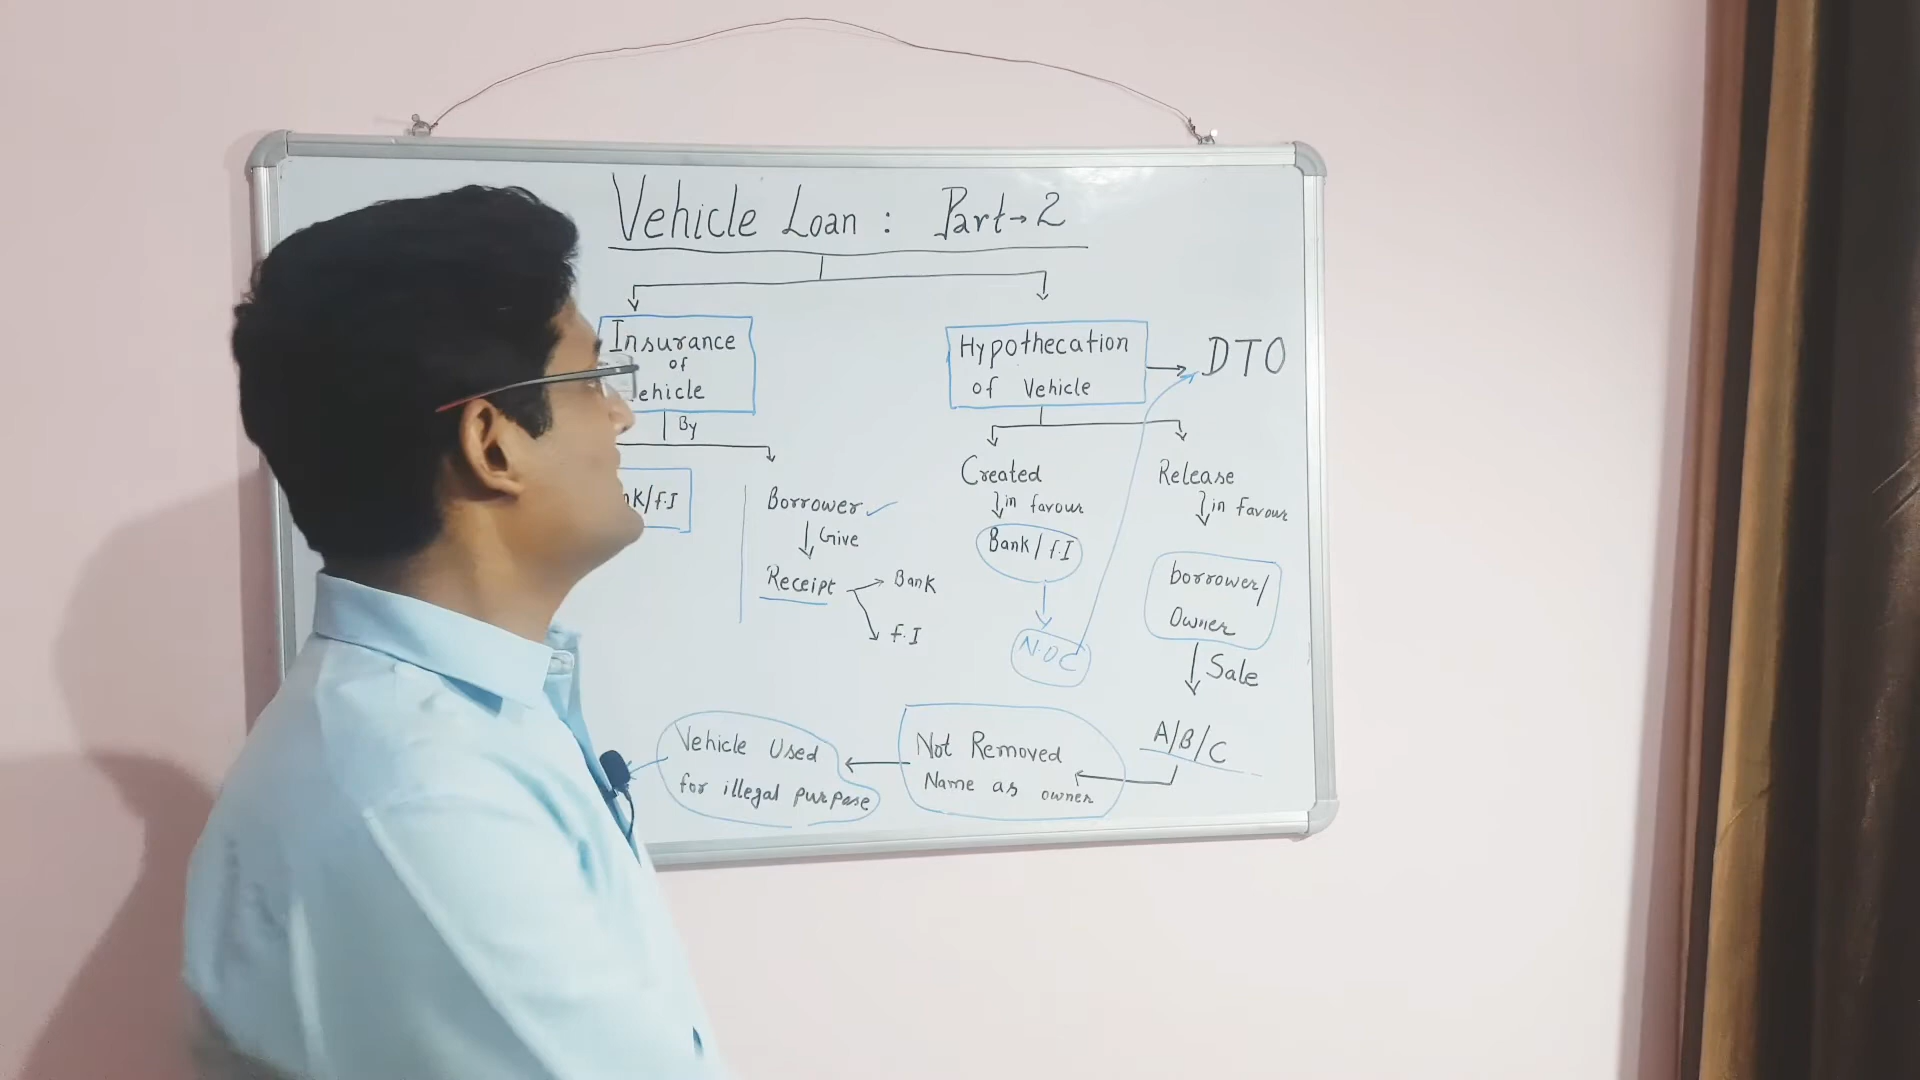 Vehicle Loan : Part→2
Insurance
of
ehicle
By
nk/f.I
Borrower ✓
Give
Receipt → Bank
f.I
Hypothecation → DTO
of Vehicle
Created
in favour
Bank/f.I
N.O.C
Release
in favour
borrower/
Owner
Sale
A/B/C
Not Removed
Name as owner
Vehicle Used
for illegal purpose